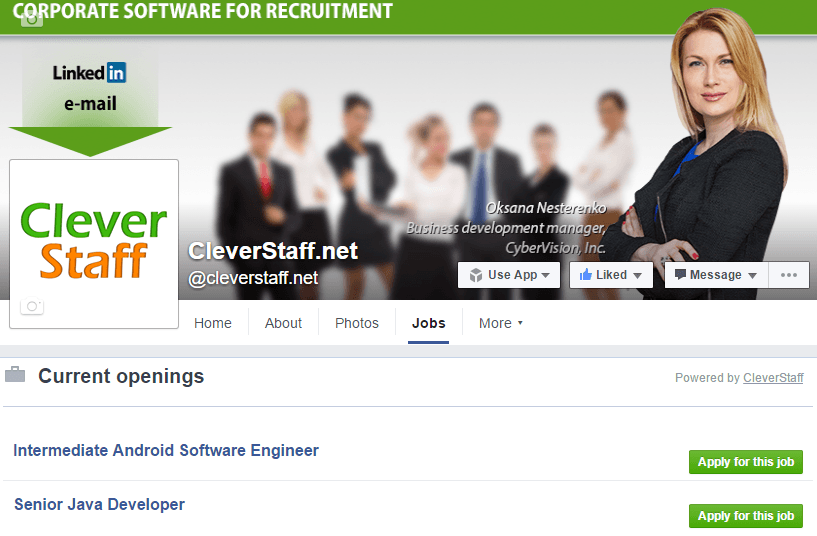 CORPORATE SOFTWARE FOR RECRUITMENT
Linked in
e-mail
Clever
Staff
Oksana Nesterenko
Business development manager,
CyberVision, Inc.
CleverStaff.net
@cleverstaff.net
Use App
Liked
Message
Home
About
Photos
Jobs
More
Current openings
Powered by CleverStaff
Intermediate Android Software Engineer
Apply for this job
Senior Java Developer
Apply for this job